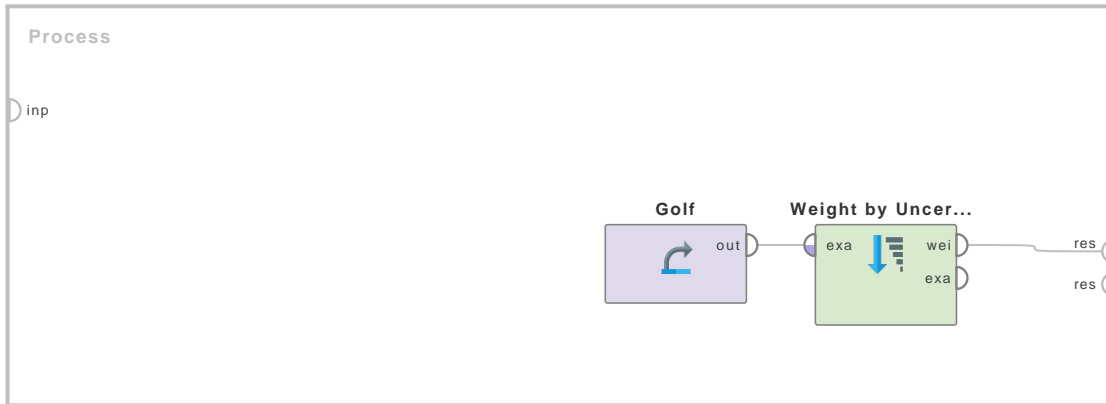 Process
inp
Golf
Weight by Uncer...
out
exa
wei
res
exa
res